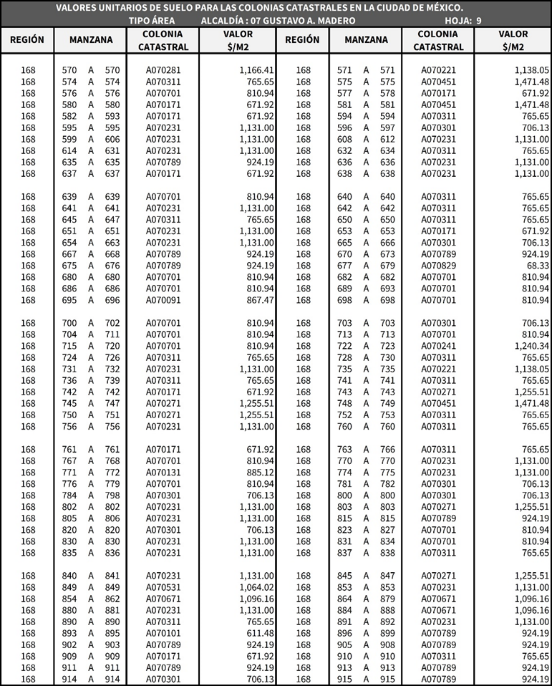 VALORES UNITARIOS DE SUELO PARA LAS COLONIAS CATASTRALES EN LA CIUDAD DE MÉXICO.
TIPO ÁREA ALCALDÍA : 07 GUSTAVO A. MADERO HOJA: 9
REGIÓN MANZANA COLONIA CATASTRAL VALOR $/M2 REGIÓN MANZANA COLONIA CATASTRAL VALOR $/M2
168 570 A 570 A070281 1,166.41 168 571 A 571 A070221 1,138.05
168 574 A 574 A070311 765.65 168 575 A 575 A070451 1,471.48
168 576 A 576 A070701 810.94 168 577 A 578 A070171 671.92
168 580 A 580 A070171 671.92 168 581 A 581 A070451 1,471.48
168 582 A 593 A070171 671.92 168 594 A 594 A070311 765.65
168 595 A 595 A070231 1,131.00 168 596 A 597 A070301 706.13
168 599 A 606 A070231 1,131.00 168 608 A 612 A070231 1,131.00
168 614 A 631 A070231 1,131.00 168 632 A 634 A070311 765.65
168 635 A 635 A070789 924.19 168 636 A 636 A070231 1,131.00
168 637 A 637 A070171 671.92 168 638 A 638 A070231 1,131.00
168 639 A 639 A070701 810.94 168 640 A 640 A070311 765.65
168 641 A 641 A070231 1,131.00 168 642 A 642 A070311 765.65
168 645 A 647 A070311 765.65 168 650 A 650 A070311 765.65
168 651 A 651 A070231 1,131.00 168 653 A 653 A070171 671.92
168 654 A 663 A070231 1,131.00 168 665 A 666 A070301 706.13
168 667 A 668 A070789 924.19 168 670 A 673 A070789 924.19
168 675 A 676 A070789 924.19 168 677 A 679 A070829 68.33
168 680 A 680 A070701 810.94 168 682 A 682 A070701 810.94
168 686 A 686 A070701 810.94 168 689 A 693 A070701 810.94
168 695 A 696 A070091 867.47 168 698 A 698 A070701 810.94
168 700 A 702 A070701 810.94 168 703 A 703 A070301 706.13
168 704 A 711 A070701 810.94 168 713 A 713 A070701 810.94
168 715 A 720 A070701 810.94 168 722 A 723 A070241 1,240.34
168 724 A 726 A070311 765.65 168 728 A 730 A070311 765.65
168 731 A 732 A070231 1,131.00 168 735 A 735 A070221 1,138.05
168 736 A 739 A070311 765.65 168 741 A 741 A070311 765.65
168 742 A 742 A070171 671.92 168 743 A 743 A070271 1,255.51
168 745 A 747 A070271 1,255.51 168 748 A 749 A070451 1,471.48
168 750 A 751 A070271 1,255.51 168 752 A 753 A070311 765.65
168 756 A 756 A070231 1,131.00 168 760 A 760 A070311 765.65
168 761 A 761 A070171 671.92 168 763 A 766 A070311 765.65
168 767 A 768 A070701 810.94 168 770 A 770 A070231 1,131.00
168 771 A 772 A070131 885.12 168 774 A 775 A070231 1,131.00
168 776 A 779 A070701 810.94 168 781 A 782 A070301 706.13
168 784 A 798 A070301 706.13 168 800 A 800 A070301 706.13
168 802 A 802 A070231 1,131.00 168 803 A 803 A070271 1,255.51
168 805 A 806 A070231 1,131.00 168 815 A 815 A070789 924.19
168 820 A 820 A070301 706.13 168 823 A 827 A070701 810.94
168 830 A 830 A070231 1,131.00 168 831 A 834 A070701 810.94
168 835 A 836 A070231 1,131.00 168 837 A 838 A070311 765.65
168 840 A 841 A070231 1,131.00 168 845 A 847 A070271 1,255.51
168 849 A 849 A070531 1,064.02 168 853 A 853 A070231 1,131.00
168 854 A 862 A070671 1,096.16 168 864 A 879 A070671 1,096.16
168 880 A 881 A070231 1,131.00 168 884 A 888 A070671 1,096.16
168 890 A 890 A070311 765.65 168 891 A 892 A070231 1,131.00
168 893 A 895 A070101 611.48 168 896 A 899 A070789 924.19
168 902 A 903 A070789 924.19 168 905 A 908 A070789 924.19
168 909 A 909 A070171 671.92 168 910 A 910 A070311 765.65
168 911 A 911 A070789 924.19 168 913 A 913 A070789 924.19
168 914 A 914 A070301 706.13 168 915 A 915 A070789 924.19